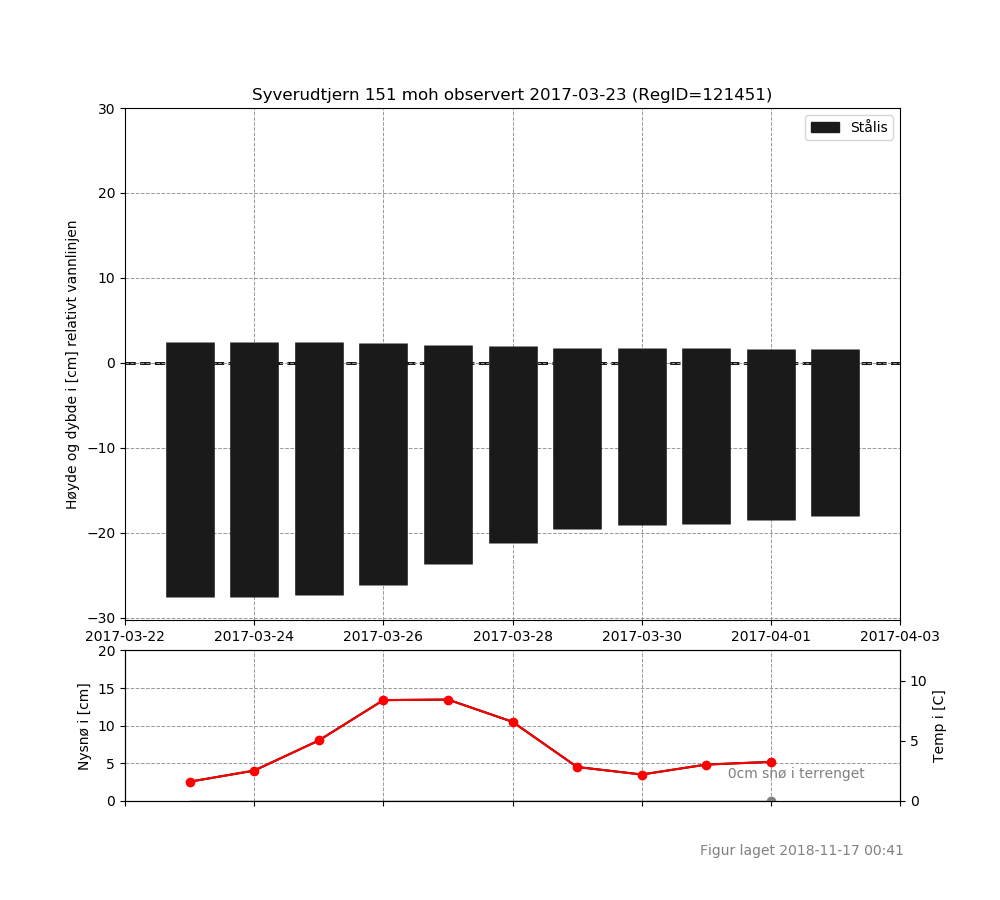 Syverudtjern 151 moh observert 2017-03-23 (RegID=121451)
Stålis
Høyde og dybde i [cm] relativt vannlinjen
30
20
10
0
−10
−20
−30
2017-03-22 2017-03-24 2017-03-26 2017-03-28 2017-03-30 2017-04-01 2017-04-03
Nysnø i [cm]
20
15
10
5
0
10
5
0
Temp i [C]
0cm snø i terrenget
Figur laget 2018-11-17 00:41